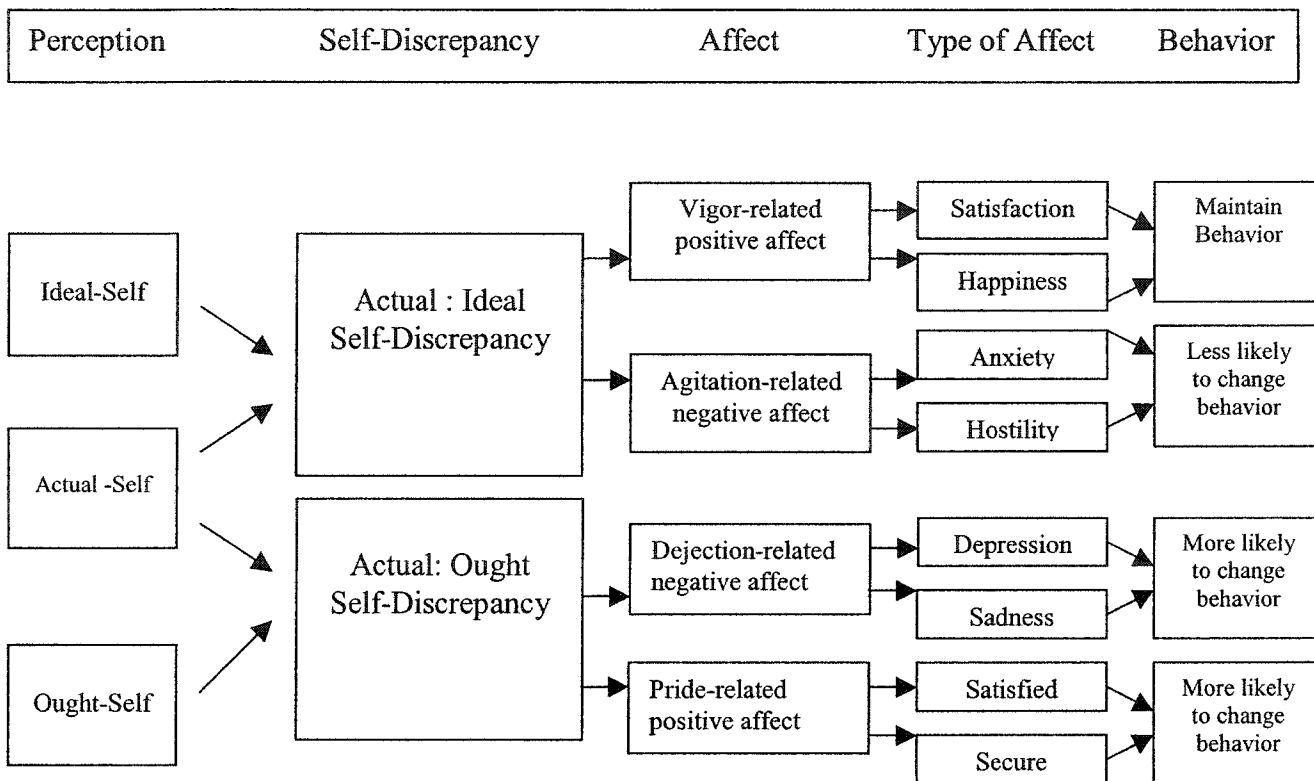 Perception Self-Discrepancy Affect Type of Affect Behavior
Ideal-Self
Actual -Self
Ought-Self
Actual : Ideal
Self-Discrepancy
Actual: Ought
Self-Discrepancy
Vigor-related
positive affect
Agitation-related
negative affect
Dejection-related
negative affect
Pride-related
positive affect
Satisfaction
Happiness
Anxiety
Hostility
Depression
Sadness
Satisfied
Secure
Maintain
Behavior
Less likely
to change
behavior
More likely
to change
behavior
More likely
to change
behavior